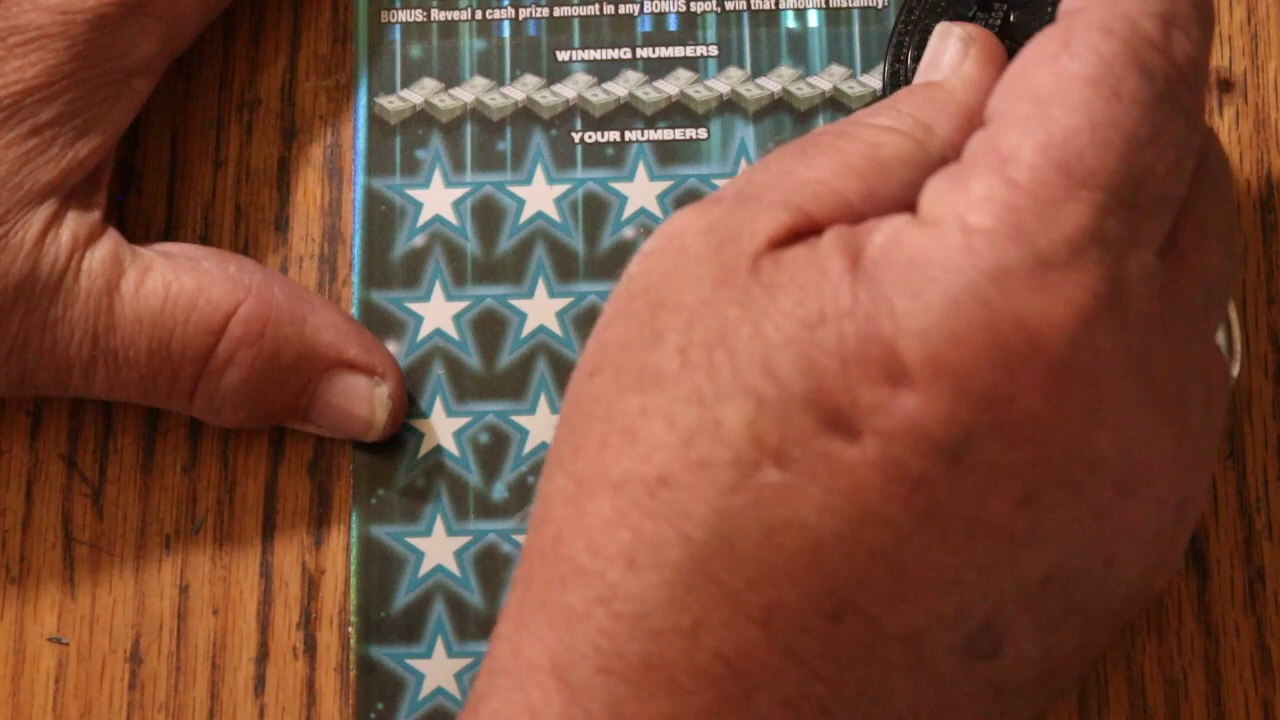 BONUS: Reveal a cash prize amount in any BONUS spot, win that amount instantly!
WINNING NUMBERS
YOUR NUMBERS